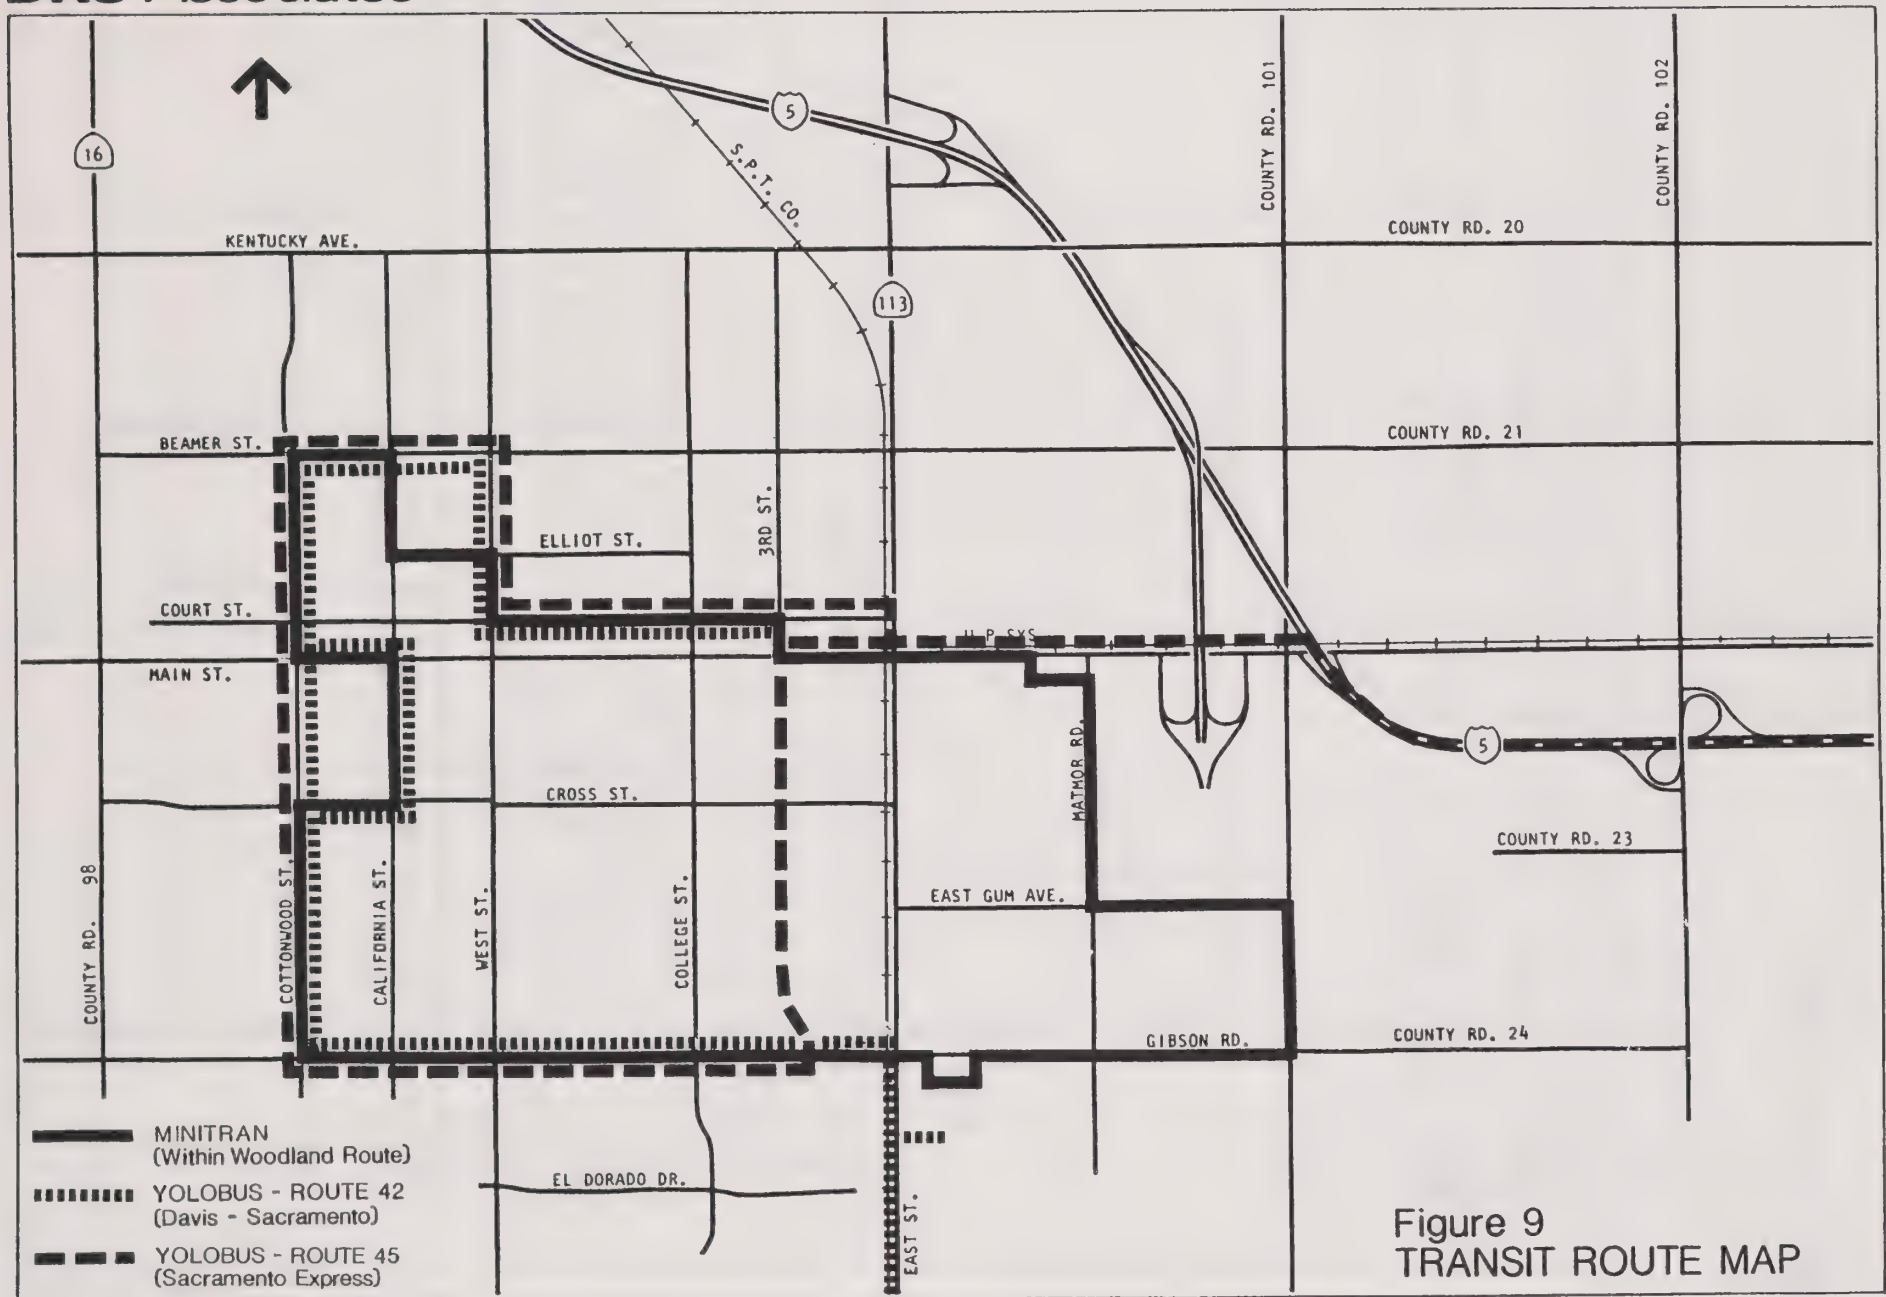 5
16
COUNTY RD. 101
COUNTY RD. 102
S.P.T. CO.
KENTUCKY AVE.
COUNTY RD. 20
113
BEAMER ST.
COUNTY RD. 21
3RD ST.
ELLIOT ST.
COURT ST.
U.P. SYS
MAIN ST.
MATMOR RD.
5
CROSS ST.
COUNTY RD. 23
COUNTY RD. 98
COTTONWOOD ST.
CALIFORNIA ST.
WEST ST.
COLLEGE ST.
EAST GUM AVE.
GIBSON RD.
COUNTY RD. 24
EL DORADO DR.
EAST ST.
MINITRAN
(Within Woodland Route)
YOLOBUS - ROUTE 42
(Davis - Sacramento)
YOLOBUS - ROUTE 45
(Sacramento Express)
Figure 9
TRANSIT ROUTE MAP